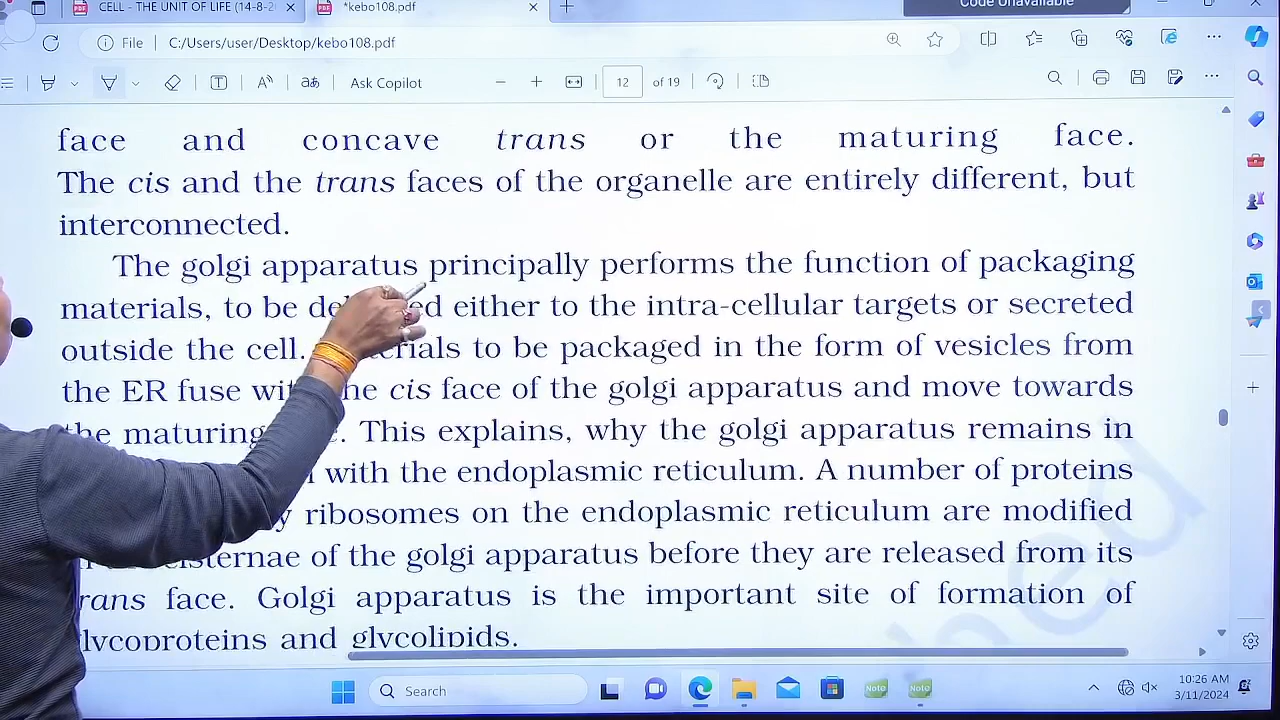 CELL - THE UNIT OF LIFE (14-8-2
*kebo108.pdf
Code Unavailable
File C:/Users/user/Desktop/kebo108.pdf
Ask Copilot
12 of 19
face and concave trans or the maturing face.
The cis and the trans faces of the organelle are entirely different, but
interconnected.
The golgi apparatus principally performs the function of packaging
materials, to be either to the intra-cellular targets or secreted
outside the cell. to be packaged in the form of vesicles from
the ER fuse the cis face of the golgi apparatus and move towards
the maturing This explains, why the golgi apparatus remains in
with the endoplasmic reticulum. A number of proteins
ribosomes on the endoplasmic reticulum are modified
cisternae of the golgi apparatus before they are released from its
trans face. Golgi apparatus is the important site of formation of
glycoproteins and glycolipids.
Search
Note
Note
10:26 AM
3/11/2024